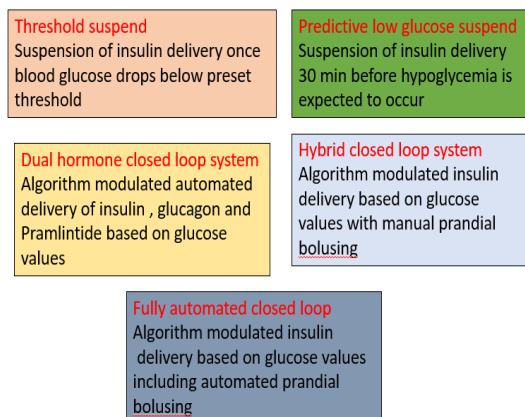 Threshold suspend
Suspension of insulin delivery once
blood glucose drops below preset
threshold
Predictive low glucose suspend
Suspension of insulin delivery
30 min before hypoglycemia is
expected to occur
Dual hormone closed loop system
Algorithm modulated automated
delivery of insulin , glucagon and
Pramlintide based on glucose
values
Hybrid closed loop system
Algorithm modulated insulin
delivery based on glucose
values with manual prandial
bolusing
Fully automated closed loop
Algorithm modulated insulin
delivery based on glucose values
including automated prandial
bolusing